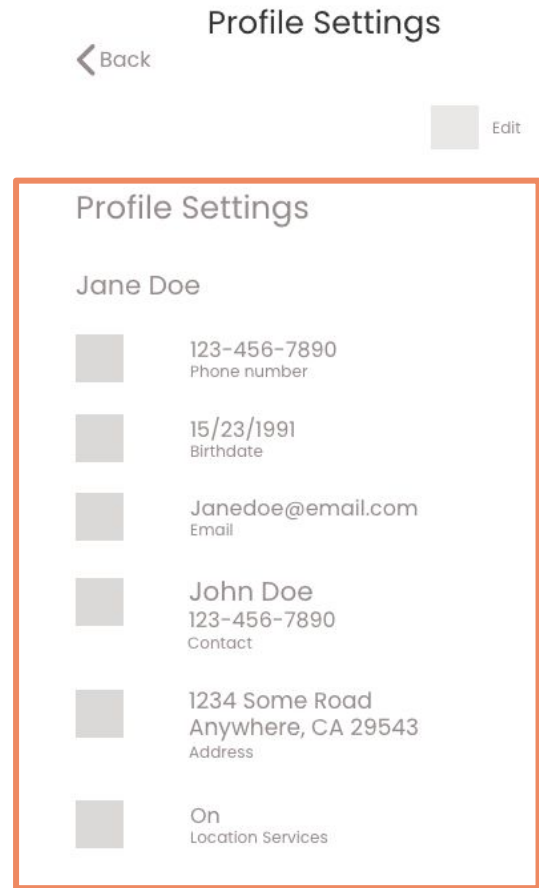 Profile Settings
Back
Edit
Profile Settings
Jane Doe
123-456-7890
Phone number
15/23/1991
Birthdate
Janedoe@email.com
Email
John Doe
123-456-7890
Contact
1234 Some Road
Anywhere, CA 29543
Address
On
Location Services